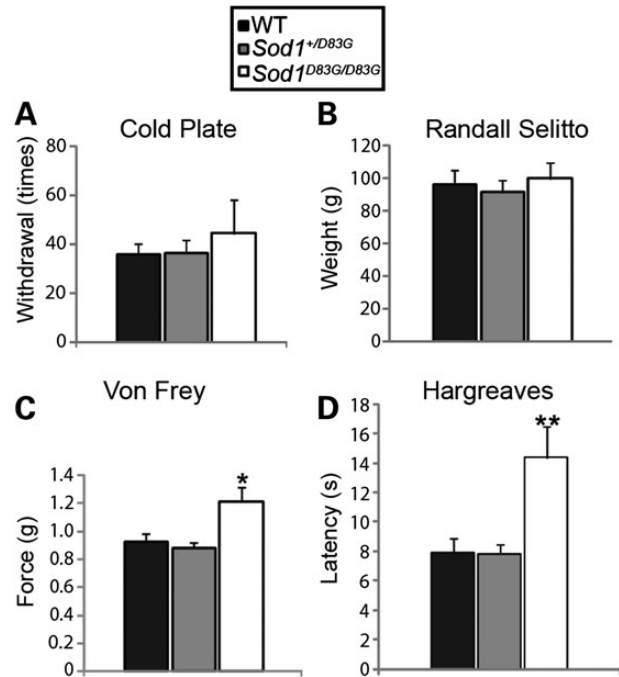 WT
Sod1+/D83G
Sod1D83G/D83G
A
Cold Plate
Withdrawal (times)
80
60
40
20
0
B
Randall Selitto
Weight (g)
120
100
80
60
40
20
0
C
Von Frey
Force (g)
1.4
1.2
1.0
0.8
0.6
0.4
0.2
0
*
D
Hargreaves
Latency (s)
18
16
14
12
10
8
6
4
2
0
**